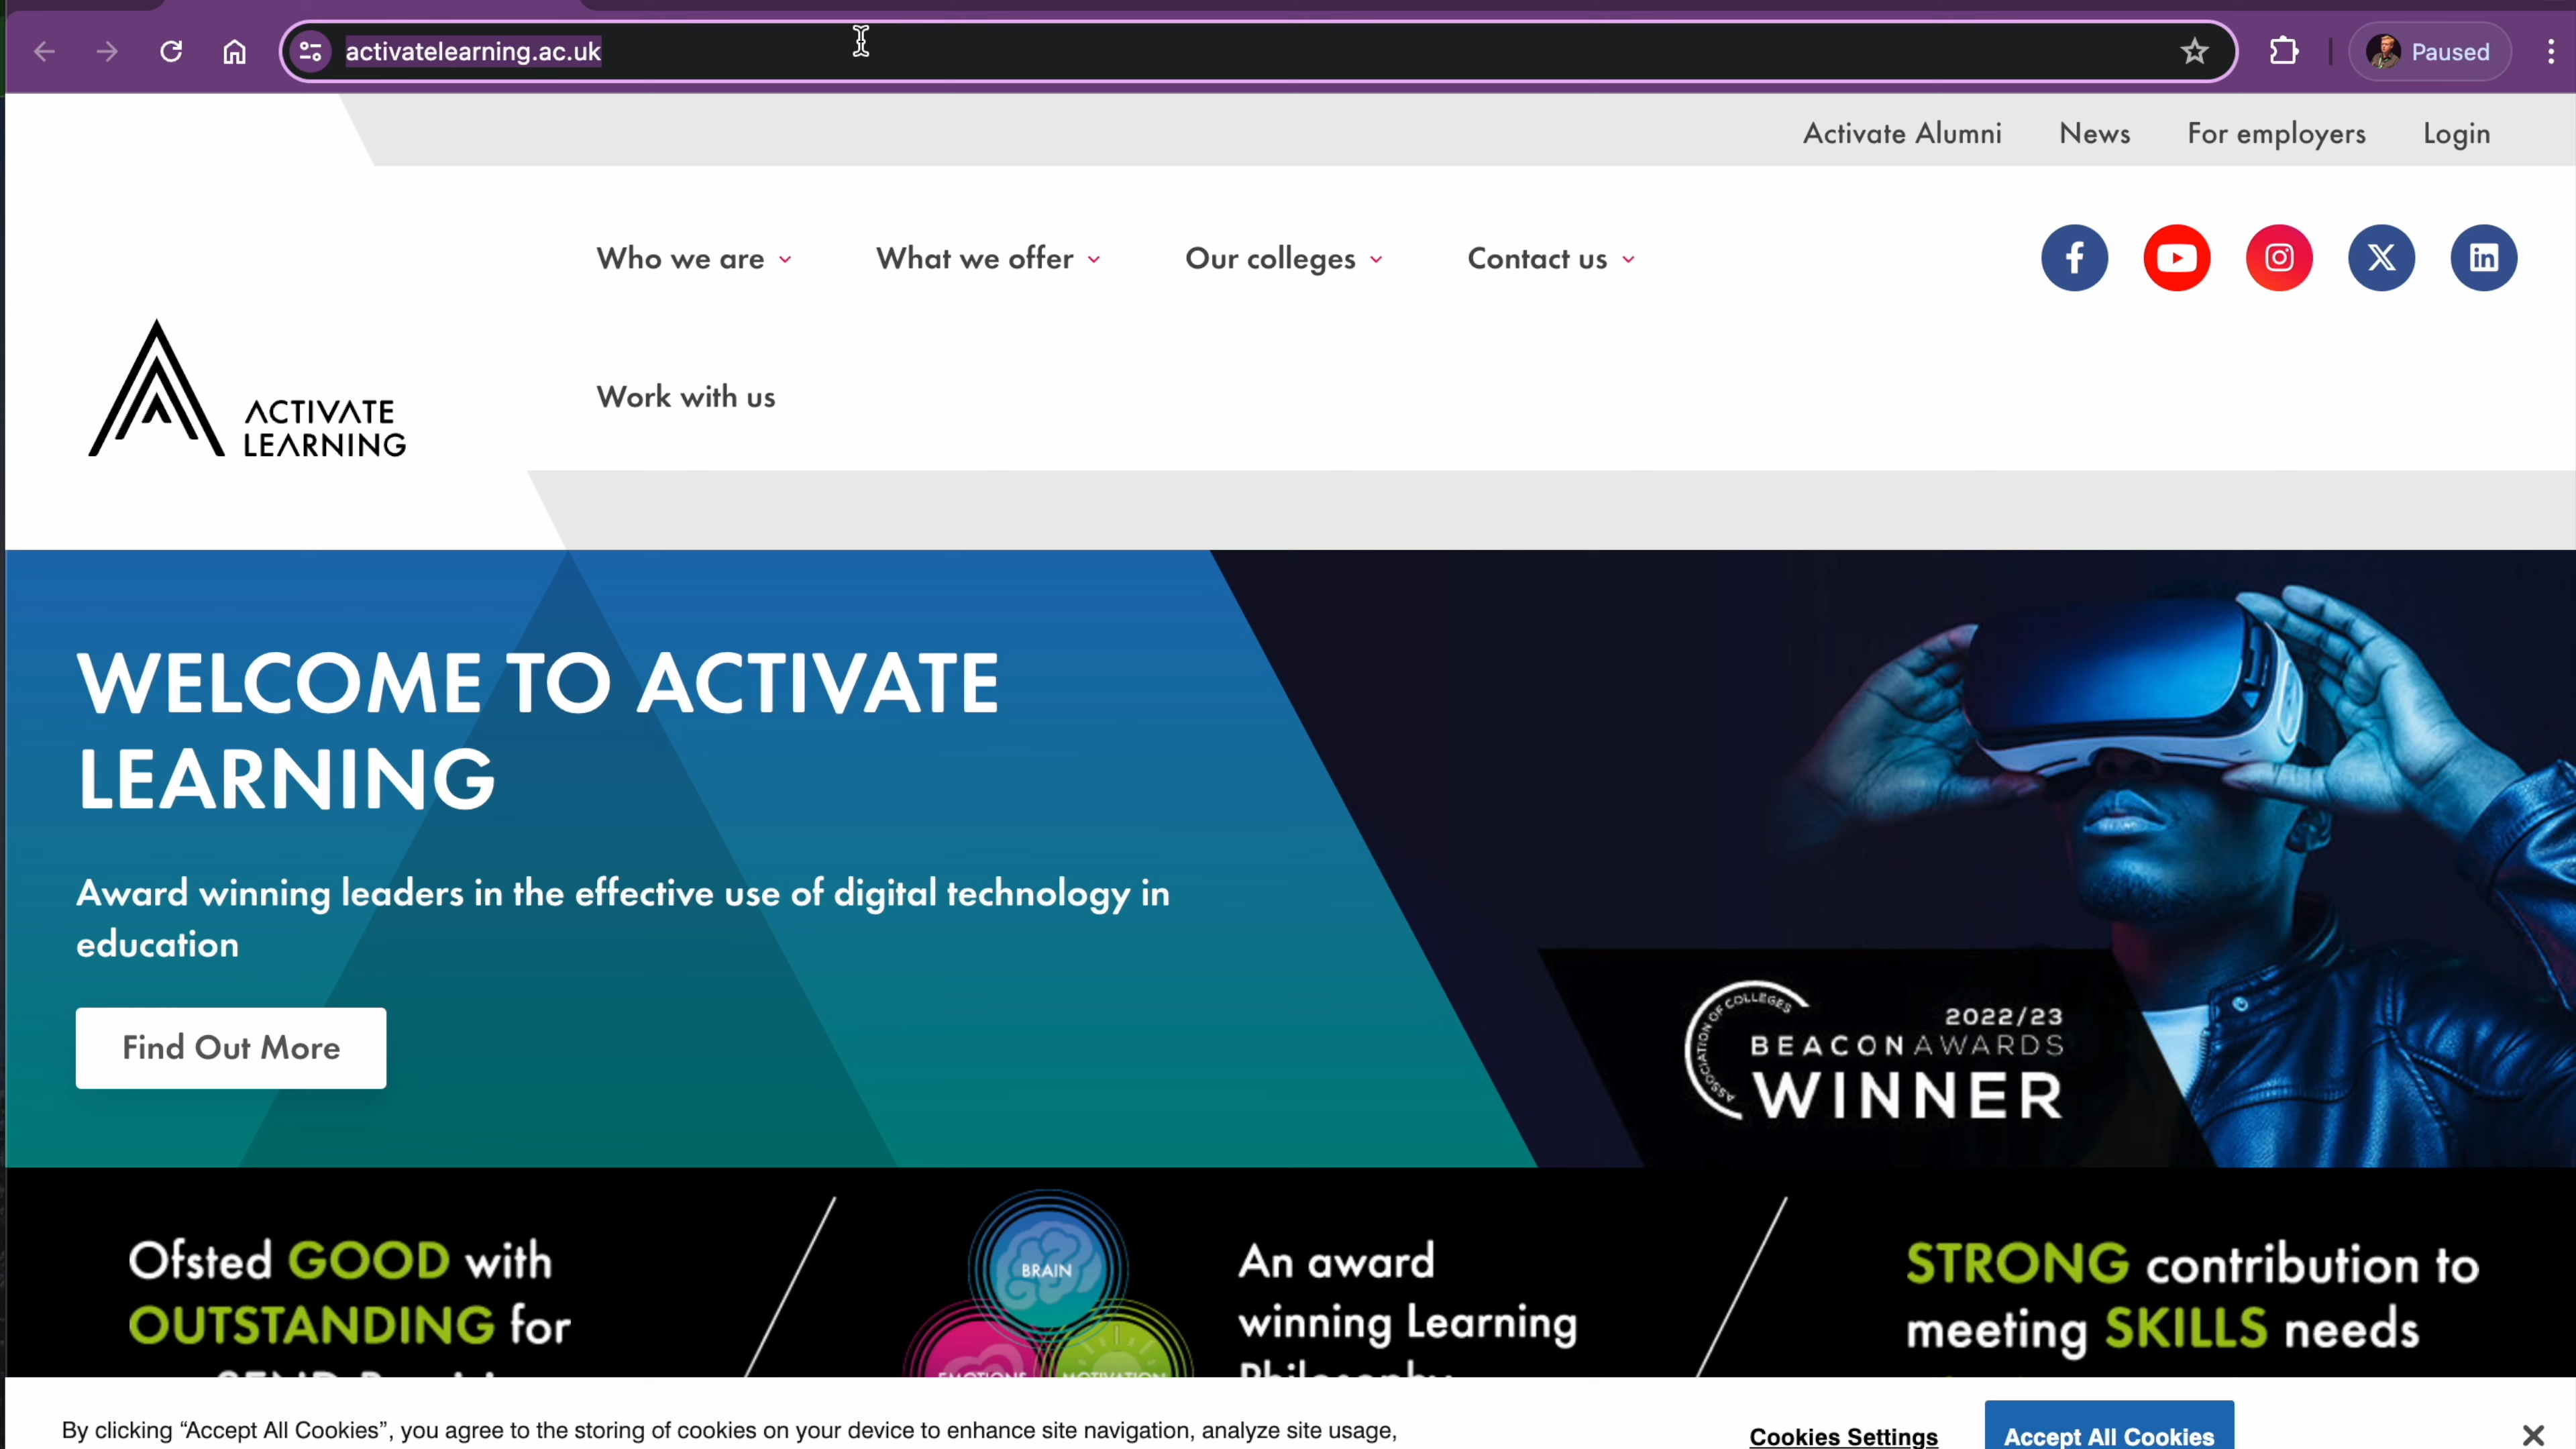 activatelearning.ac.uk
Paused
Activate Alumni News For employers Login
Who we are What we offer Our colleges Contact us
Work with us
ACTIVATE
LEARNING
WELCOME TO ACTIVATE
LEARNING
Award winning leaders in the effective use of digital technology in
education
Find Out More
ASSOCIATION OF COLLEGES
2022/23
BEACON AWARDS
WINNER
Ofsted GOOD with
OUTSTANDING for
BRAIN
EMOTIONS MOTIVATION
An award
winning Learning
Philosophy
STRONG contribution to
meeting SKILLS needs
By clicking “Accept All Cookies”, you agree to the storing of cookies on your device to enhance site navigation, analyze site usage,
Cookies Settings
Accept All Cookies